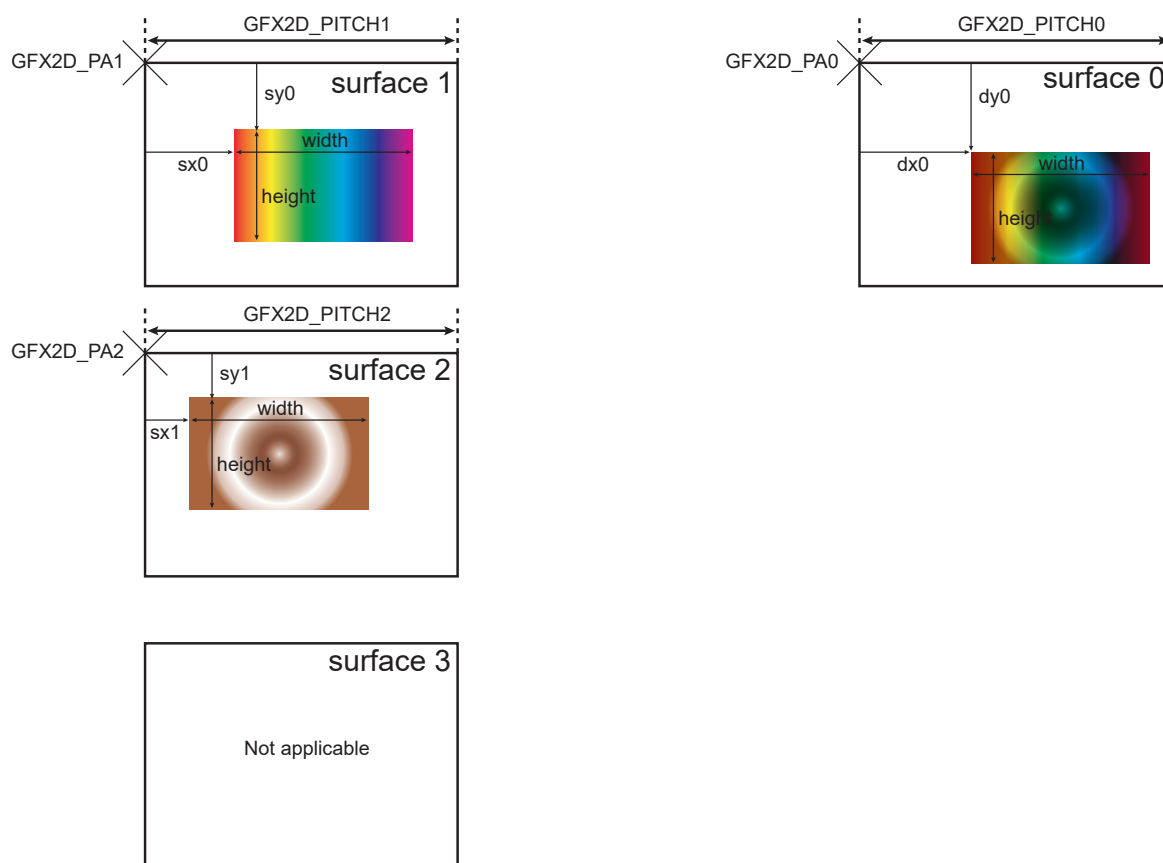 GFX2D_PITCH1
GFX2D_PA1
surface 1
sy0
sx0
width
height
GFX2D_PITCH0
GFX2D_PA0
surface 0
dy0
dx0
width
height
GFX2D_PITCH2
GFX2D_PA2
surface 2
sy1
sx1
width
height
surface 3
Not applicable